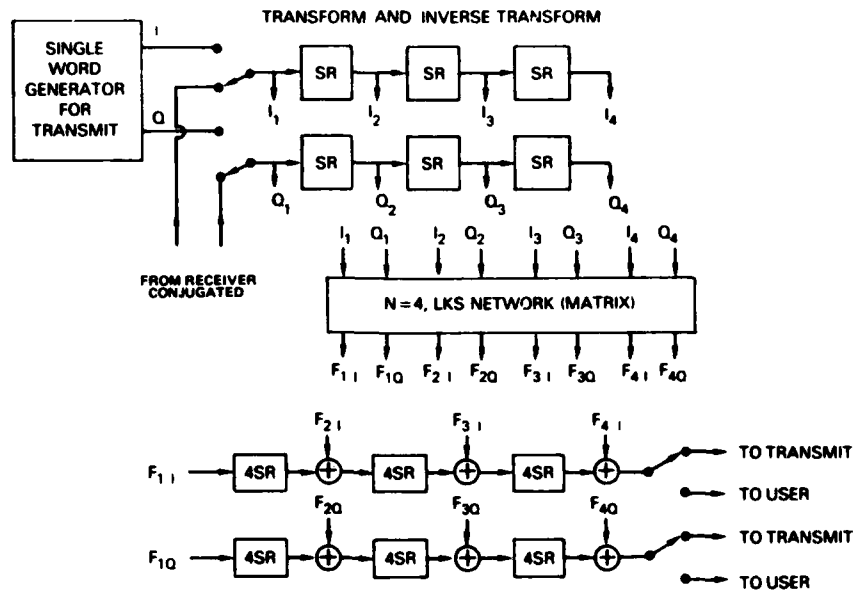 TRANSFORM AND INVERSE TRANSFORM
SINGLE
WORD
GENERATOR
FOR
TRANSMIT
I
Q
SR SR SR
I1 I2 I3 I4
SR SR SR
Q1 Q2 Q3 Q4
FROM RECEIVER
CONJUGATED
I1 Q1 I2 Q2 I3 Q3 I4 Q4
N = 4, LKS NETWORK (MATRIX)
F1I F1Q F2I F2Q F3I F3Q F4I F4Q
F2I F3I F4I
F1I 4SR + 4SR + 4SR + TO TRANSMIT
TO USER
F2Q F3Q F4Q
F1Q 4SR + 4SR + 4SR + TO TRANSMIT
TO USER